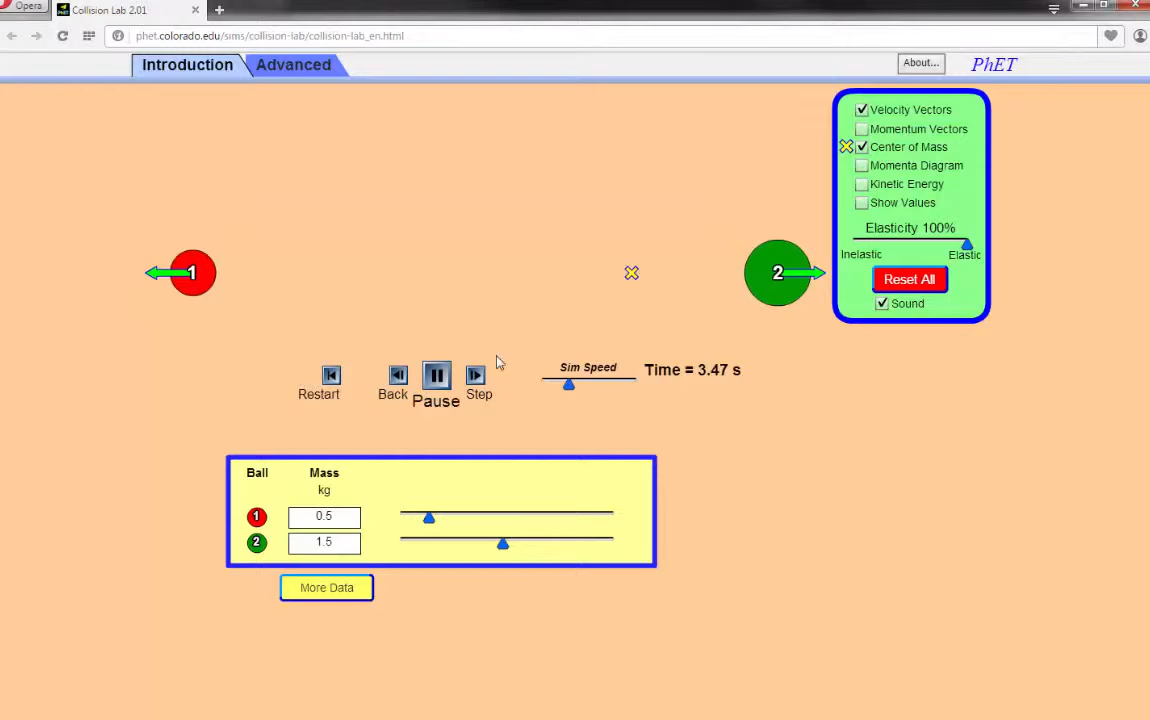 Opera
Collision Lab 2.01
phet.colorado.edu/sims/collision-lab/collision-lab_en.html
Introduction
Advanced
About...
PhET
Velocity Vectors
Momentum Vectors
Center of Mass
Momenta Diagram
Kinetic Energy
Show Values
Elasticity 100%
Inelastic
Elastic
Reset All
Sound
1
2
Restart
Back
Pause
Step
Sim Speed
Time = 3.47 s
Ball
Mass
kg
1
0.5
2
1.5
More Data